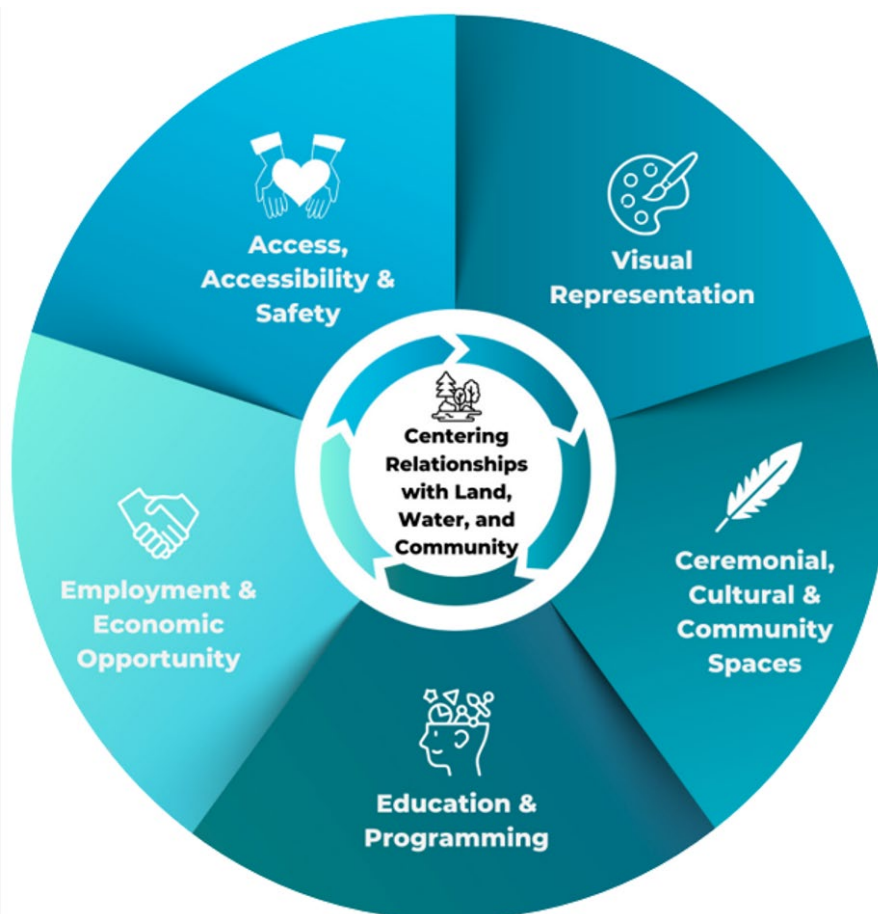 Access,
Accessibility &
Safety
Visual
Representation
Centering
Relationships
with Land,
Water, and
Community
Ceremonial,
Cultural &
Community
Spaces
Employment &
Economic
Opportunity
Education &
Programming